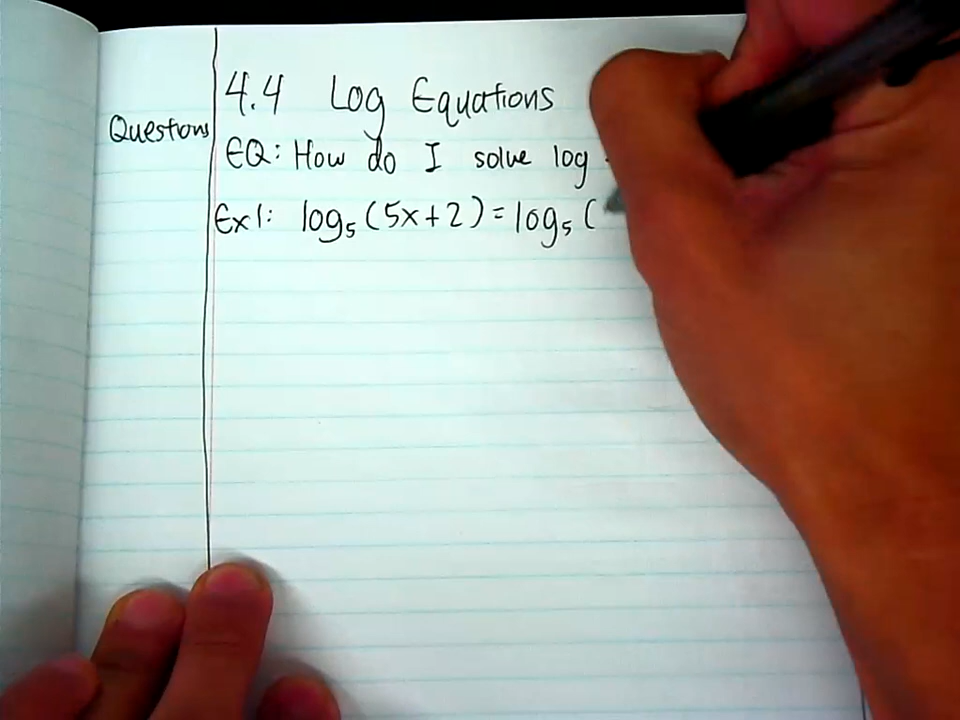 4.4 Log Equations
Questions
EQ: How do I solve log
Ex1: log₅(5x+2)=log₅(